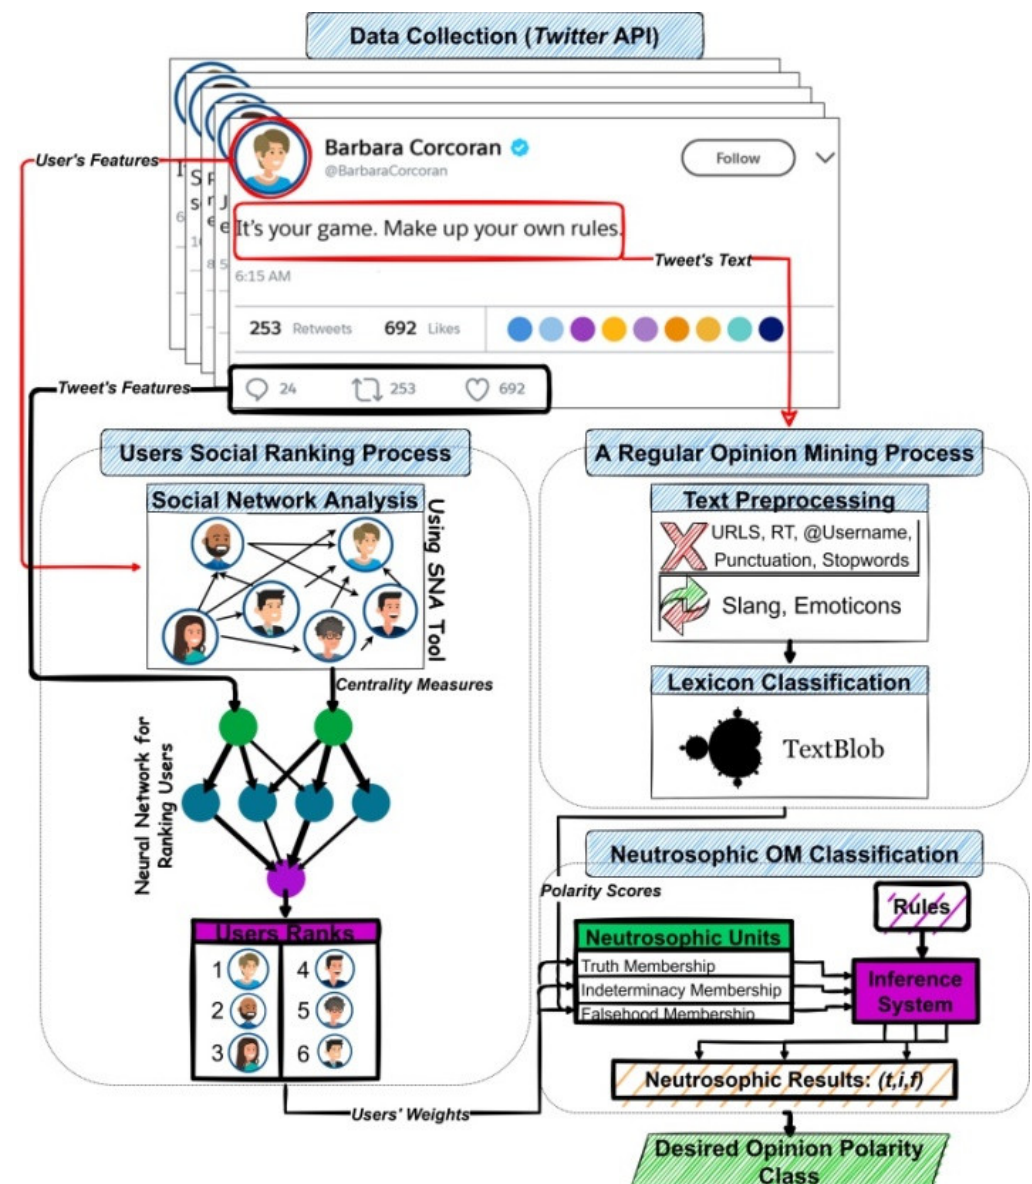 Data Collection (Twitter API)
User's Features
Barbara Corcoran
@BarbaraCorcoran
Follow
It's your game. Make up your own rules.
Tweet's Text
6:15 AM
253 Retweets 692 Likes
Tweet's Features
24 253 692
Users Social Ranking Process
Social Network Analysis
Using SNA Tool
Centrality Measures
Neural Network for
Ranking Users
Users Ranks
1 4
2 5
3 6
Users' Weights
A Regular Opinion Mining Process
Text Preprocessing
X URLS, RT, @Username,
Punctuation, Stopwords
Slang, Emoticons
Lexicon Classification
TextBlob
Neutrosophic OM Classification
Polarity Scores
Rules
Neutrosophic Units
Truth Membership
Indeterminacy Membership
Falsehood Membership
Inference
System
Neutrosophic Results: (t,i,f)
Desired Opinion Polarity
Class